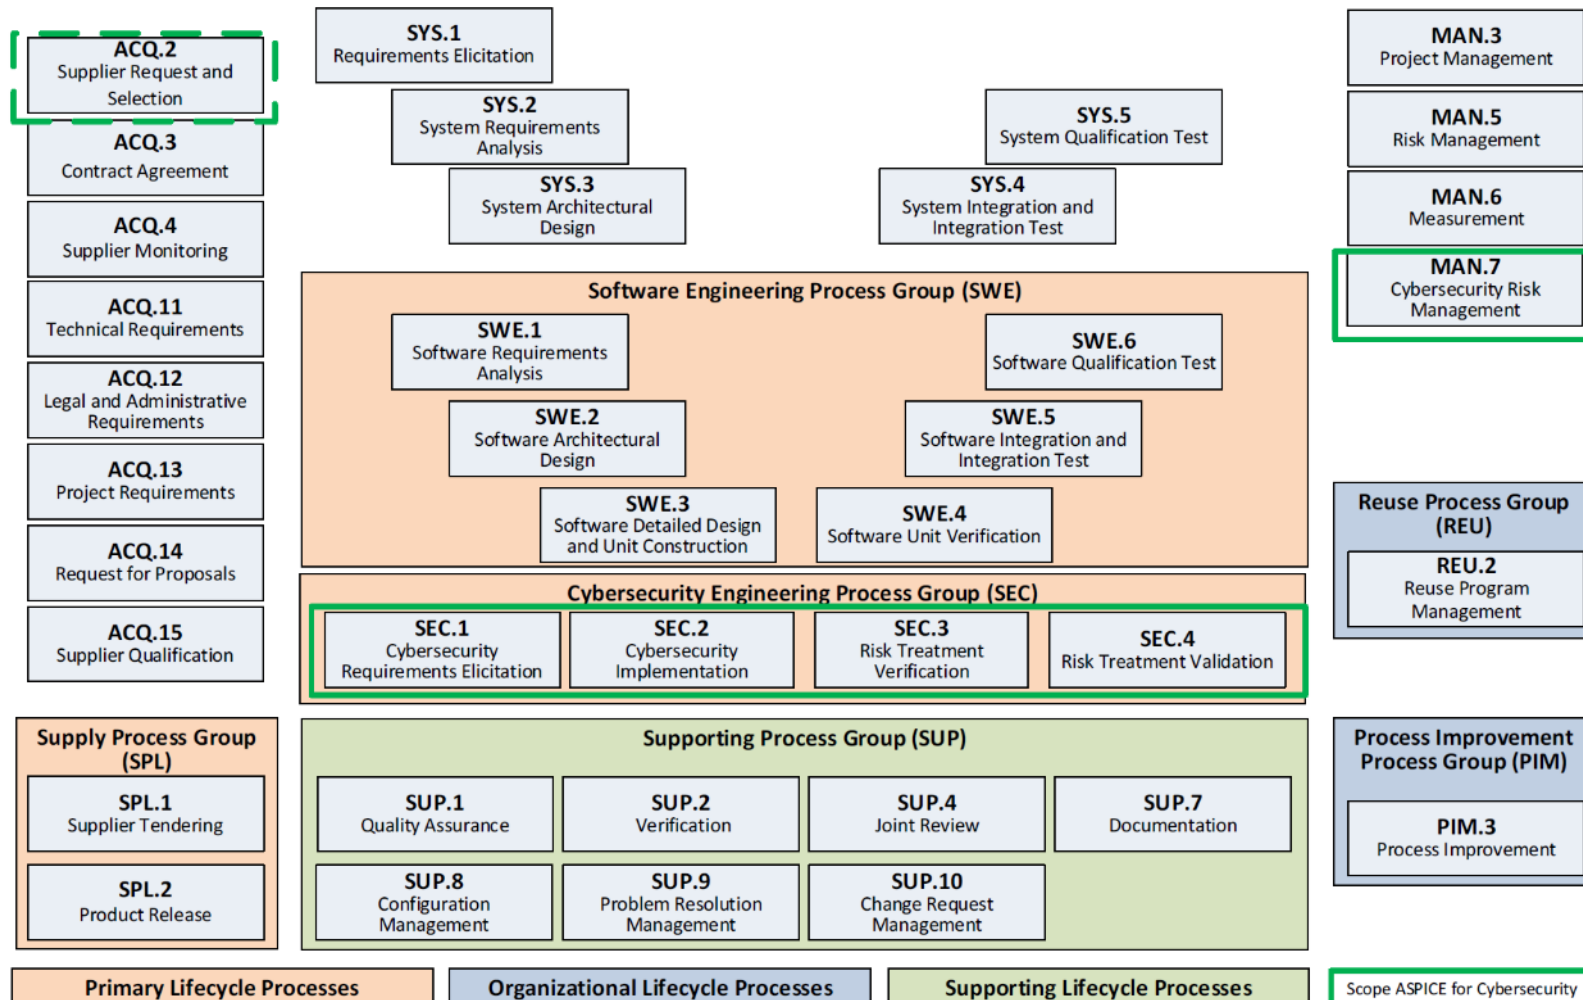 ACQ.2
Supplier Request and
Selection
ACQ.3
Contract Agreement
ACQ.4
Supplier Monitoring
ACQ.11
Technical Requirements
ACQ.12
Legal and Administrative
Requirements
ACQ.13
Project Requirements
ACQ.14
Request for Proposals
ACQ.15
Supplier Qualification
SYS.1
Requirements Elicitation
SYS.2
System Requirements
Analysis
SYS.3
System Architectural
Design
SYS.5
System Qualification Test
SYS.4
System Integration and
Integration Test
MAN.3
Project Management
MAN.5
Risk Management
MAN.6
Measurement
MAN.7
Cybersecurity Risk
Management
Software Engineering Process Group (SWE)
SWE.1
Software Requirements
Analysis
SWE.2
Software Architectural
Design
SWE.3
Software Detailed Design
and Unit Construction
SWE.6
Software Qualification Test
SWE.5
Software Integration and
Integration Test
SWE.4
Software Unit Verification
Cybersecurity Engineering Process Group (SEC)
SEC.1
Cybersecurity
Requirements Elicitation
SEC.2
Cybersecurity
Implementation
SEC.3
Risk Treatment
Verification
SEC.4
Risk Treatment Validation
Reuse Process Group
(REU)
REU.2
Reuse Program
Management
Supply Process Group
(SPL)
SPL.1
Supplier Tendering
SPL.2
Product Release
Supporting Process Group (SUP)
SUP.1
Quality Assurance
SUP.2
Verification
SUP.4
Joint Review
SUP.7
Documentation
SUP.8
Configuration
Management
SUP.9
Problem Resolution
Management
SUP.10
Change Request
Management
Process Improvement
Process Group (PIM)
PIM.3
Process Improvement
Primary Lifecycle Processes
Organizational Lifecycle Processes
Supporting Lifecycle Processes
Scope ASPICE for Cybersecurity